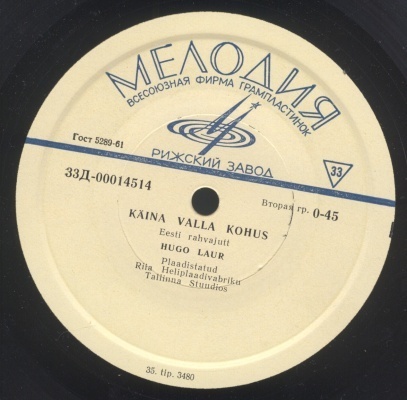 МЕЛОДИЯ
ВСЕСОЮЗНАЯ ФИРМА ГРАМПЛАСТИНОК
Гост 5289-61
РИЖСКИЙ ЗАВОД
33
33Д-00014514
Вторая гр. 0-45
KÄINA VALLA KOHUS
Eesti rahvajutt
HUGO LAUR
Plaadistatud
Riia Heliplaadivabriku
Tallinna Stuudios
35. tip. 3480